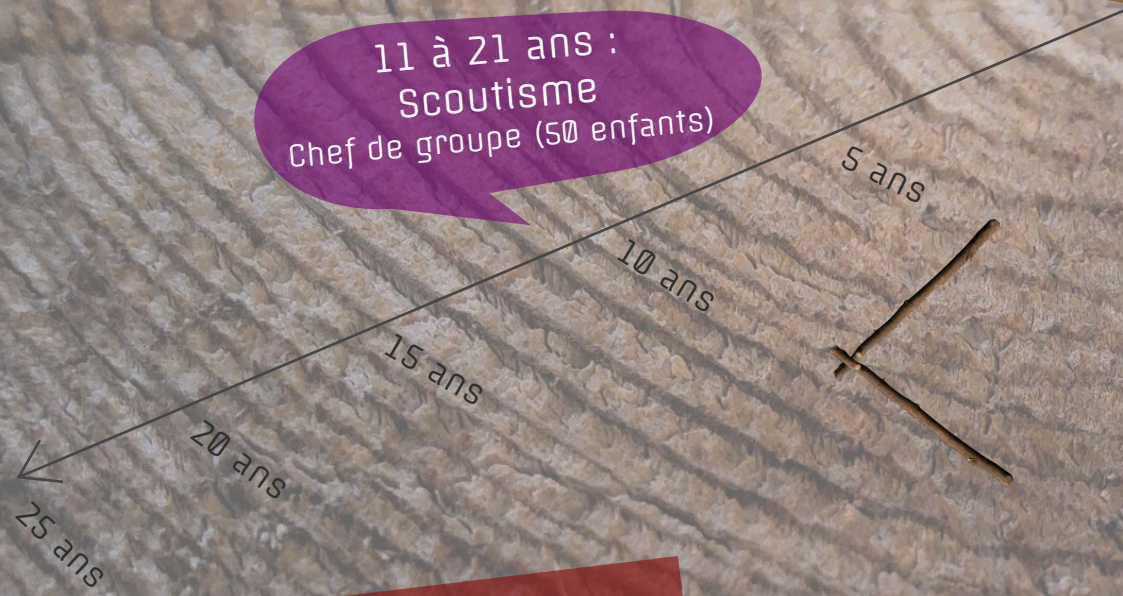 11 à 21 ans :
Scoutisme
Chef de groupe (50 enfants)
5 ans
10 ans
15 ans
20 ans
25 ans